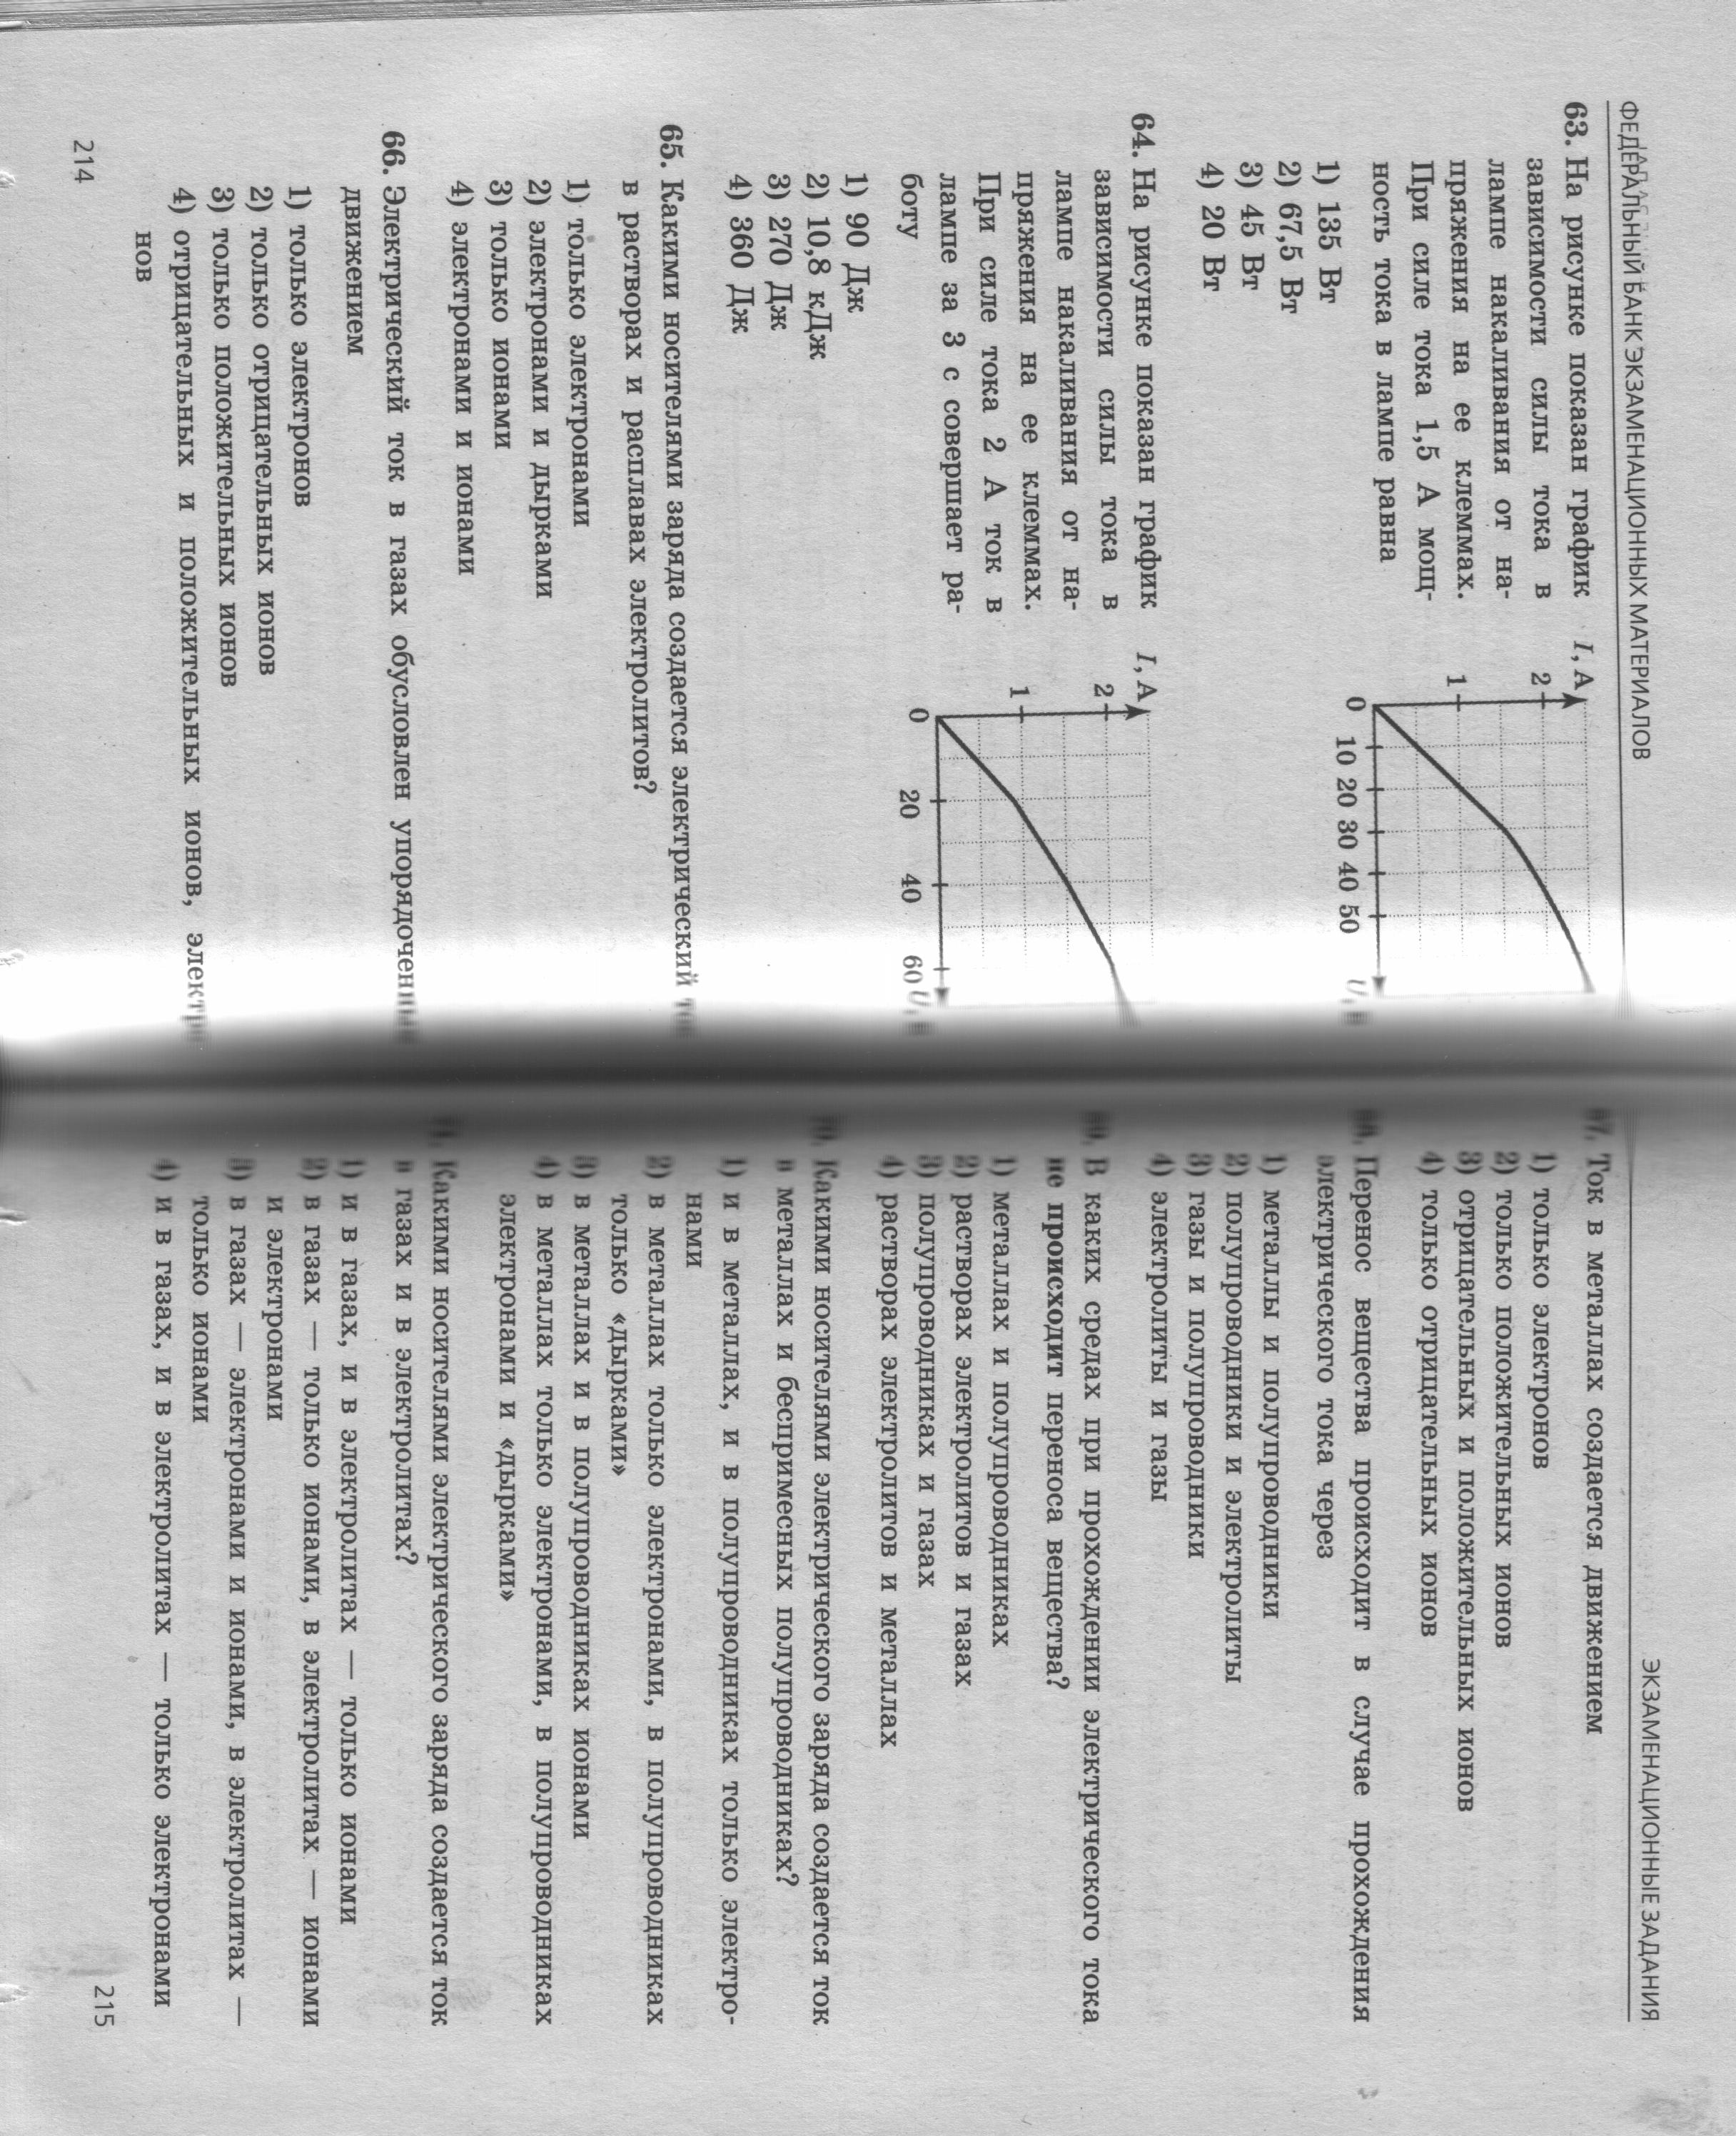 ФЕДЕРАЛЬНЫЙ БАНК ЭКЗАМЕНАЦИОННЫХ МАТЕРИАЛОВ
63. На рисунке показан график
зависимости силы тока в
лампе накаливания от на-
пряжения на ее клеммах.
При силе тока 1,5 А мощ-
ность тока в лампе равна
1) 135 Вт
2) 67,5 Вт
3) 45 Вт
4) 20 Вт
I, А
2
1
0
10 20 30 40 50 U,
64. На рисунке показан график
зависимости силы тока в
лампе накаливания от на-
пряжения на ее клеммах.
При силе тока 2 А ток в
лампе за 3 с совершает ра-
боту
1) 90 Дж
2) 10,8 кДж
3) 270 Дж
4) 360 Дж
I, А
2
1
0
20 40 60 U,
65. Какими носителями заряда создается электрический
в растворах и расплавах электролитов?
1) только электронами
2) электронами и дырками
3) только ионами
4) электронами и ионами
66. Электрический ток в газах обусловлен
движением
1) только электронов
2) только отрицательных ионов
3) только положительных ионов
4) отрицательных и положительных ионов,
нов
214
ЭКЗАМЕНАЦИОННЫЕ ЗАДАНИЯ
67. Ток в металлах создается движением
1) только электронов
2) только положительных ионов
3) отрицательных и положительных ионов
4) только отрицательных ионов
68. Перенос вещества происходит в случае прохождения
электрического тока через
1) металлы и полупроводники
2) полупроводники и электролиты
3) газы и полупроводники
4) электролиты и газы
69. В каких средах при прохождении электрического тока
не происходит переноса вещества?
1) металлах и полупроводниках
2) растворах электролитов и газах
3) полупроводниках и газах
4) растворах электролитов и металлах
70. Какими носителями электрического заряда создается ток
в металлах и беспримесных полупроводниках?
1) и в металлах, и в полупроводниках только электро-
нами
2) в металлах только электронами, в полупроводниках
только «дырками»
3) в металлах и в полупроводниках ионами
4) в металлах только электронами, в полупроводниках
электронами и «дырками»
71. Какими носителями электрического заряда создается ток
в газах и в электролитах?
1) и в газах, и в электролитах — только ионами
2) в газах — только ионами, в электролитах — ионами
и электронами
3) в газах — электронами и ионами, в электролитах —
только ионами
4) и в газах, и в электролитах — только электронами
215